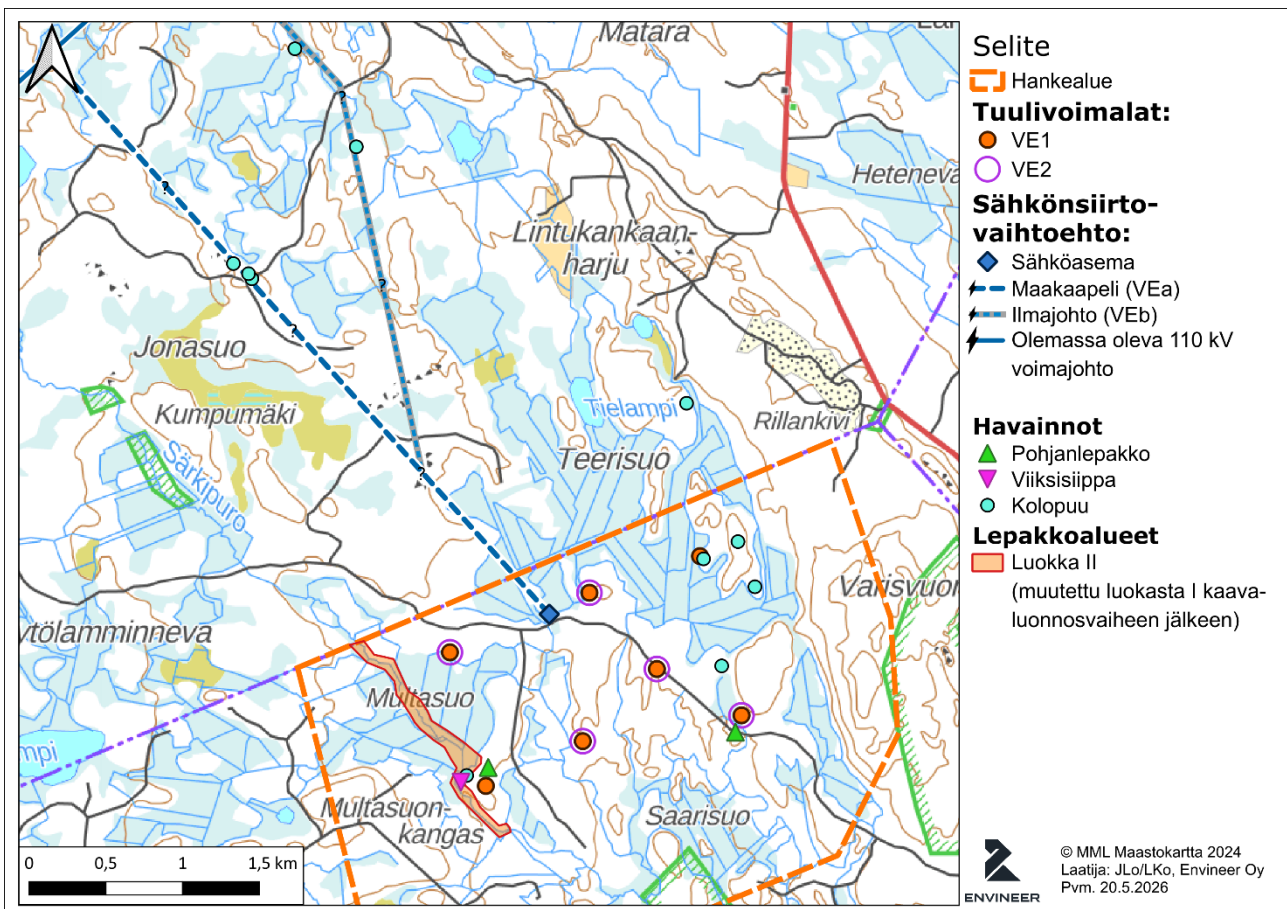 Matara
Heteneva
Lintukankaan-
harju
Jonasuo
Kumpumäki
Särkipuro
Tielampi
Rillankivi
Teerisuo
Varisvuor
ytölamminneva
Multasuo
mpi
Multasuon-
kangas
Saarisuo
0 0,5 1 1,5 km
Selite
Hankealue
Tuulivoimalat:
VE1
VE2
Sähkönsiirto-
vaihtoehto:
Sähköasema
Maakaapeli (VEa)
Ilmajohto (VEb)
Olemassa oleva 110 kV
voimajohto
Havainnot
Pohjanlepakko
Viiksisiippa
Kolopuu
Lepakkoalueet
Luokka II
(muutettu luokasta I kaava-
luonnosvaiheen jälkeen)
ENVINEER
© MML Maastokartta 2024
Laatija: JLo/LKo, Envineer Oy
Pvm. 20.5.2026